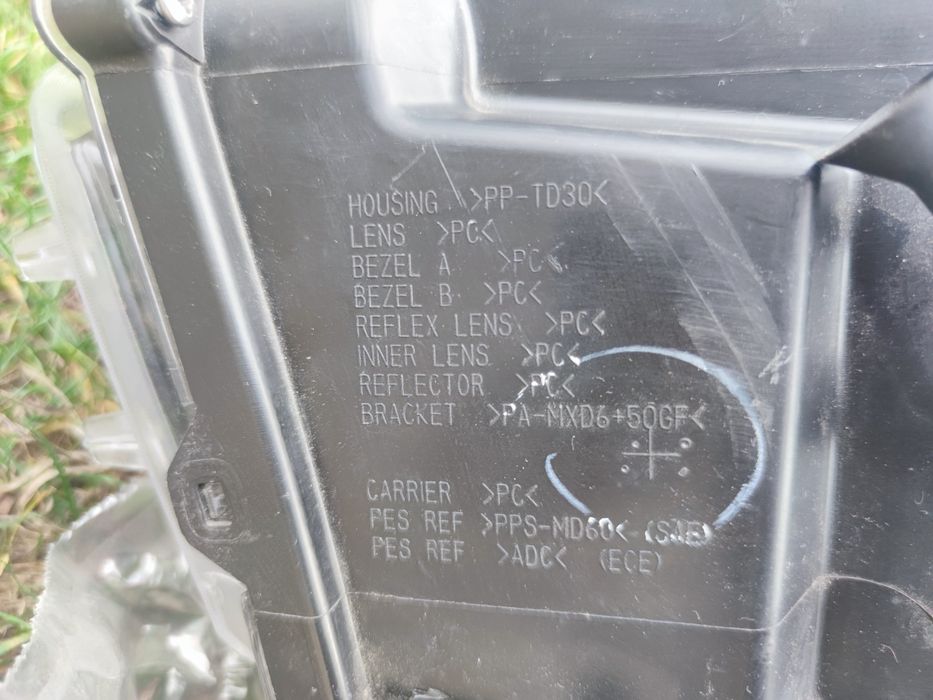 HOUSING >PP-TD30<
LENS >PC<
BEZEL A >PC<
BEZEL B >PC<
REFLEX LENS >PC<
INNER LENS >PC<
REFLECTOR >PC<
BRACKET >PA-MXD6+50GF<
CARRIER >PC<
PES REF >PPS-MD60< (SAE)
PES REF >ADC< (ECE)
L